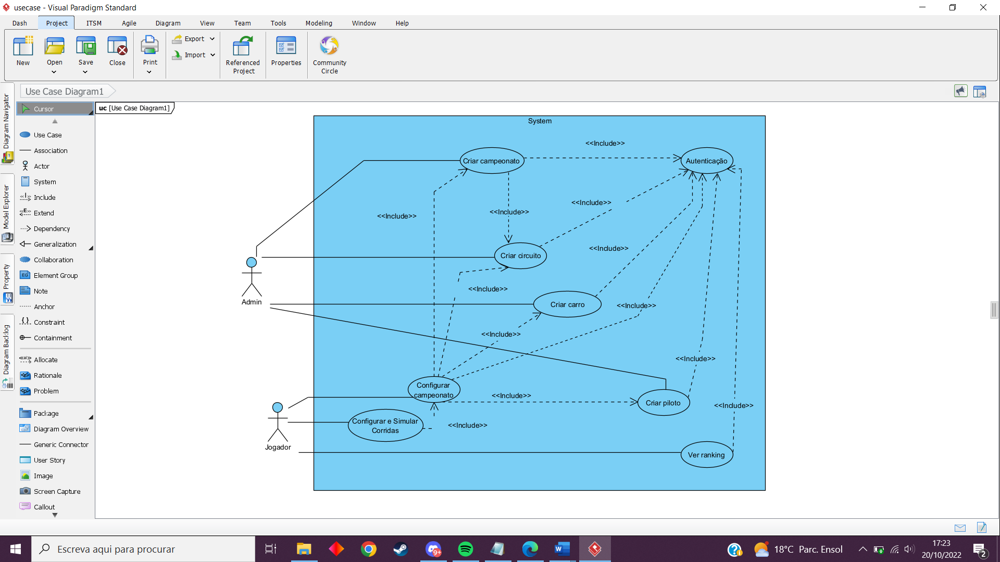 usecase - Visual Paradigm Standard
Dash Project ITSM Agile Diagram View Team Tools Modeling Window Help
New
Open
Save
Close
Print
Export
Import
Referenced
Project
Properties
Community
Circle
Use Case Diagram1
Diagram Navigator
Model Explorer
Property
Diagram Backlog
Cursor
Use Case
Association
Actor
System
Include
Extend
Dependency
Generalization
Collaboration
EG
Element Group
Note
Anchor
Constraint
Containment
Allocate
Rationale
Problem
Package
Diagram Overview
Generic Connector
User Story
Image
Screen Capture
Callout
uc [Use Case Diagram1]
System
<<Include>>
Criar campeonato
Autenticação
<<Include>>
<<Include>>
<<Include>>
<<Include>>
Criar circuito
<<Include>>
Admin
Criar carro
<<Include>>
<<Include>>
<<Include>>
Configurar
campeonato
<<Include>>
Criar piloto
<<Include>>
Configurar e Simular
Corridas
<<Include>>
Jogador
Ver ranking
Escreva aqui para procurar
9+
W
18°C Parc. Ensol
17:23
20/10/2022
2